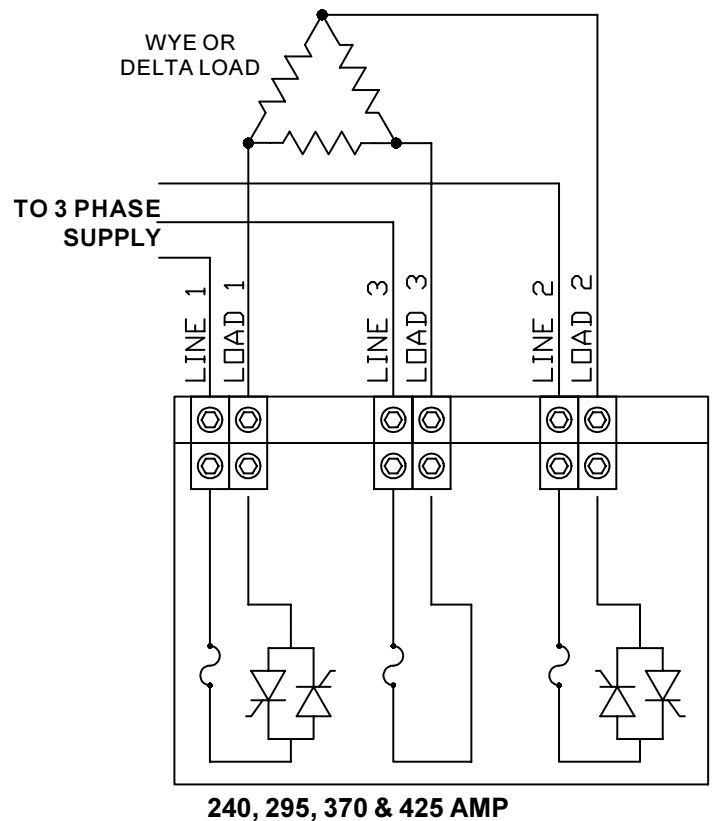 WYE OR
DELTA LOAD
TO 3 PHASE
SUPPLY
LINE 1
LOAD 1
LINE 3
LOAD 3
LINE 2
LOAD 2
240, 295, 370 & 425 AMP